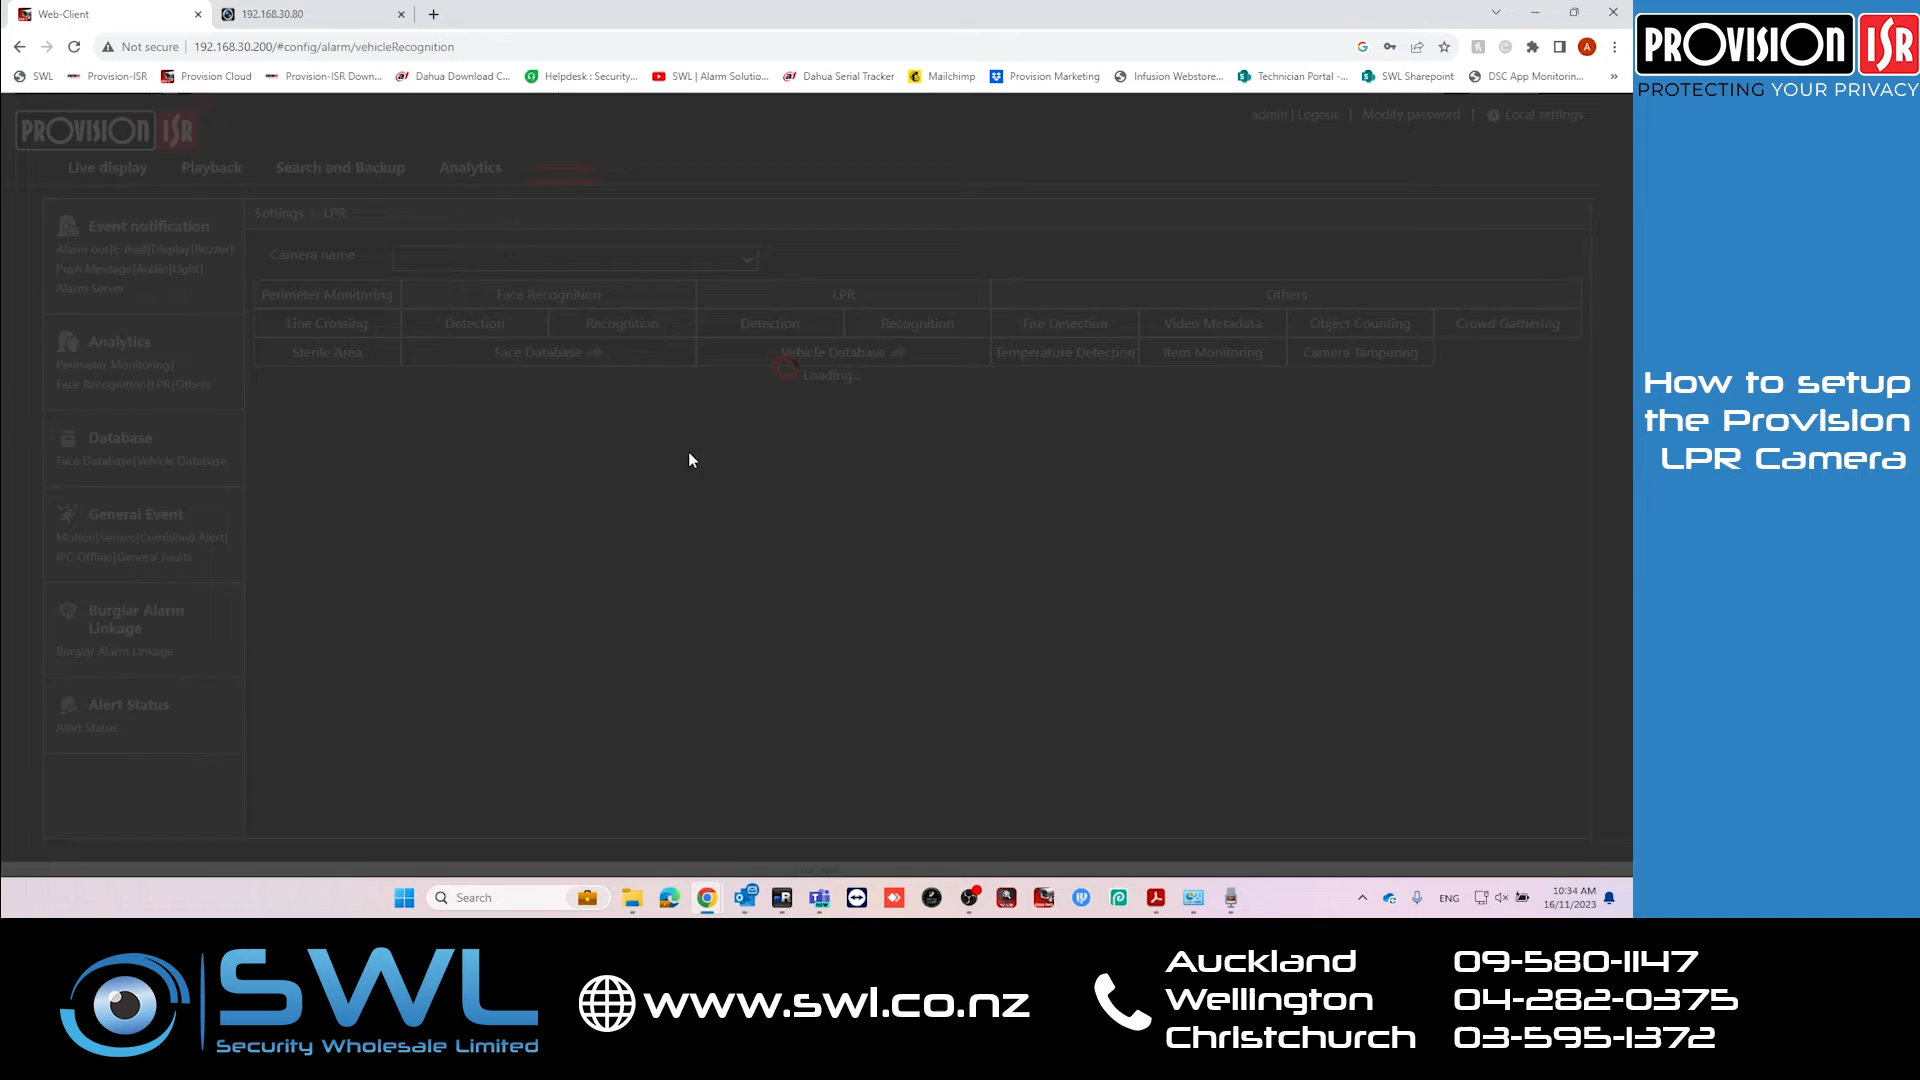 Web-Client
192.168.30.80
Not secure
192.168.30.200/#config/alarm/vehicleRecognition
SWL
Provision-ISR
Provision Cloud
Provision-ISR Down...
Dahua Download C...
Helpdesk : Security...
SWL | Alarm Solutio...
Dahua Serial Tracker
Mailchimp
Provision Marketing
Infusion Webstore...
Technician Portal -...
SWL Sharepoint
DSC App Monitorin...
PROVISION ISR
admin | Logout | Modify password | Local settings
Live display
Playback
Search and Backup
Analytics
Event notification
Alarm out|E-mail|Display|Buzzer|
Push Message|Audio|Light|
Alarm Server
Analytics
Perimeter Monitoring|
Face Recognition|LPR|Others
Database
Face Database|Vehicle Database
General Event
Motion|Sensor|Combined Alert|
IPC Offline|General Faults
Burglar Alarm
Linkage
Burglar Alarm Linkage
Alert Status
Alert Status
Settings LPR
Camera name
Perimeter Monitoring Face Recognition LPR Others
Line Crossing Detection Recognition Detection Recognition Fire Detection Video Metadata Object Counting Crowd Gathering
Sterile Area Face Database Vehicle Database Temperature Detection Item Monitoring Camera Tampering
Loading...
Search
ENG
10:34 AM
16/11/2023
PROVISION ISR
PROTECTING YOUR PRIVACY
How to setup
the Provision
LPR Camera
SWL
Security Wholesale Limited
www.swl.co.nz
Auckland 09-580-1147
Wellington 04-282-0375
Christchurch 03-595-1372